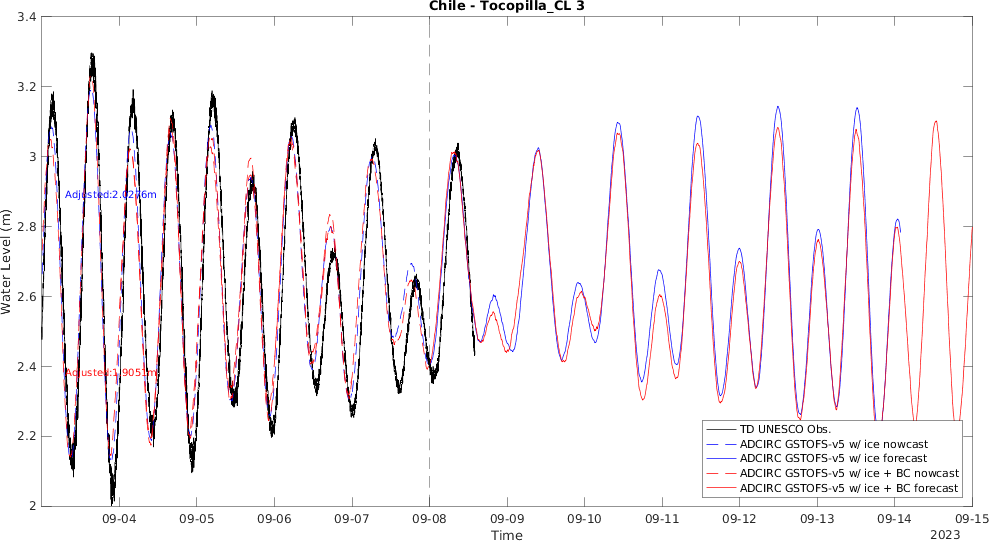 Chile - Tocopilla_CL 3
Water Level (m)
3.4
3.2
3
2.8
2.6
2.4
2.2
2
Adjusted:2.0276m
Adjusted:1.9051m
TD UNESCO Obs.
ADCIRC GSTOFS-v5 w/ ice nowcast
ADCIRC GSTOFS-v5 w/ ice forecast
ADCIRC GSTOFS-v5 w/ ice + BC nowcast
ADCIRC GSTOFS-v5 w/ ice + BC forecast
09-04 09-05 09-06 09-07 09-08 09-09 09-10 09-11 09-12 09-13 09-14 09-15
Time
2023